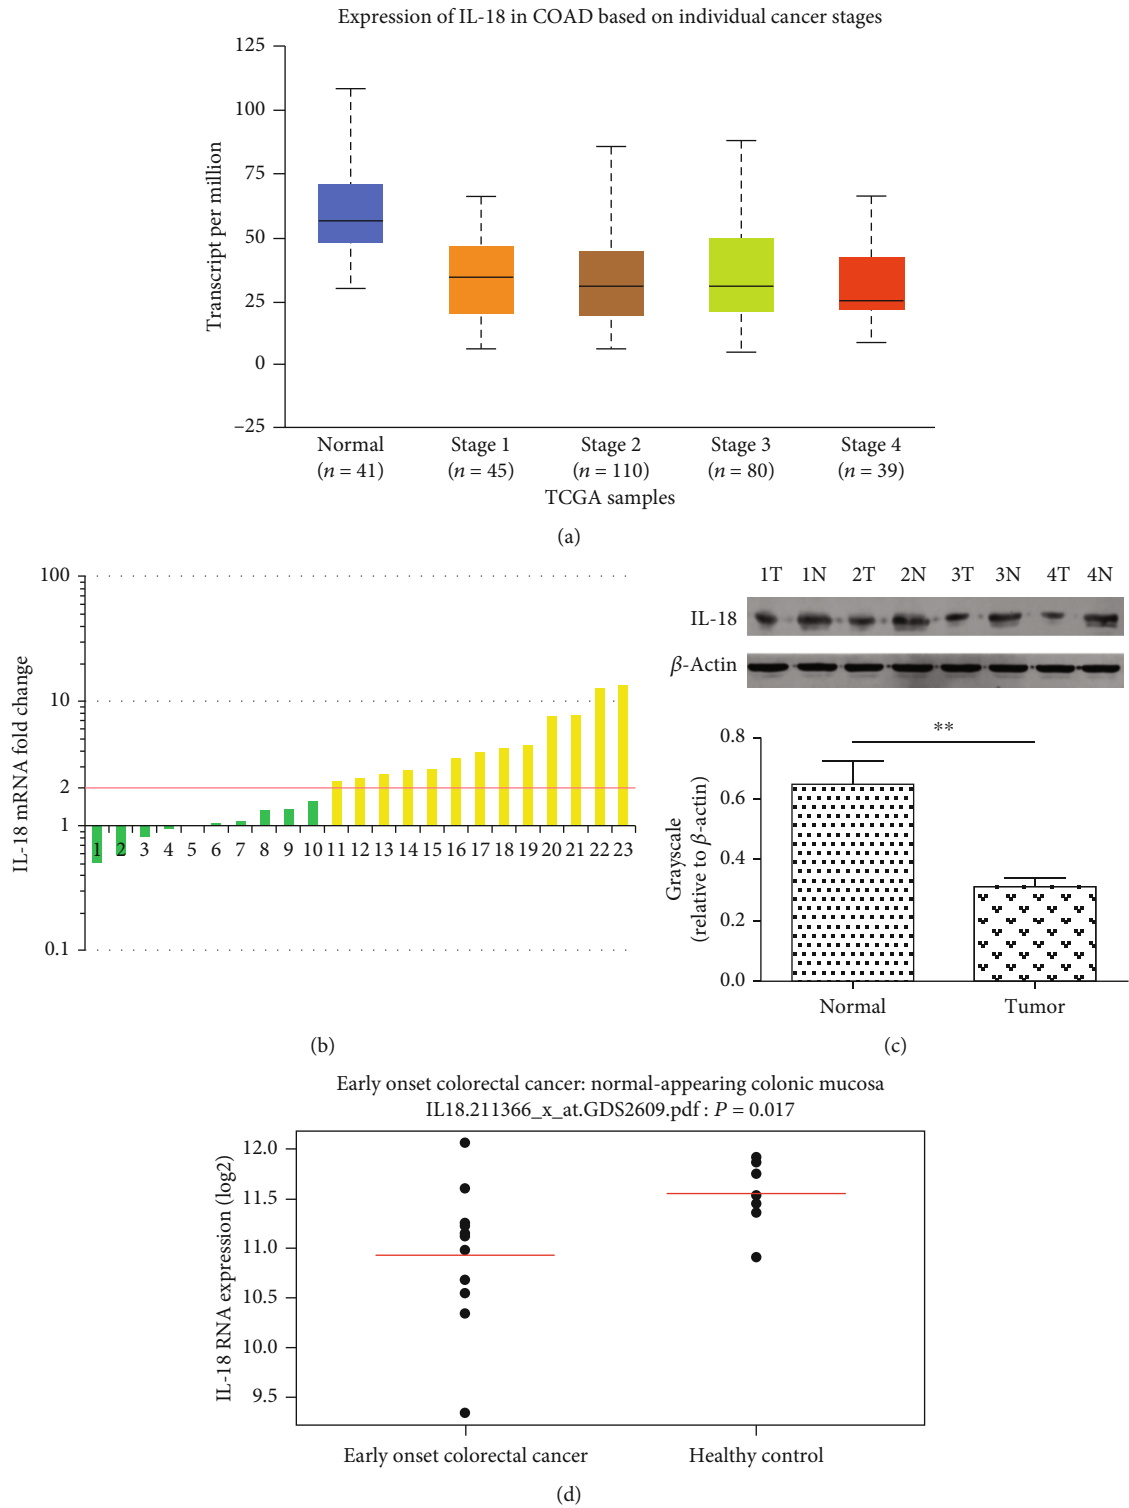 Expression of IL-18 in COAD based on individual cancer stages
Transcript per million
125
100
75
50
25
0
–25
Normal Stage 1 Stage 2 Stage 3 Stage 4
(n = 41) (n = 45) (n = 110) (n = 80) (n = 39)
TCGA samples
(a)
IL-18 mRNA fold change
100
10
2
1
0.1
1 2 3 4 5 6 7 8 9 10 11 12 13 14 15 16 17 18 19 20 21 22 23
(b)
1T 1N 2T 2N 3T 3N 4T 4N
IL-18
β-Actin
Grayscale
(relative to β-actin)
0.8
0.6
0.4
0.2
0.0
**
Normal Tumor
(c)
Early onset colorectal cancer: normal-appearing colonic mucosa
IL18.211366_x_at.GDS2609.pdf : P = 0.017
IL-18 RNA expression (log2)
12.0
11.5
11.0
10.5
10.0
9.5
Early onset colorectal cancer Healthy control
(d)